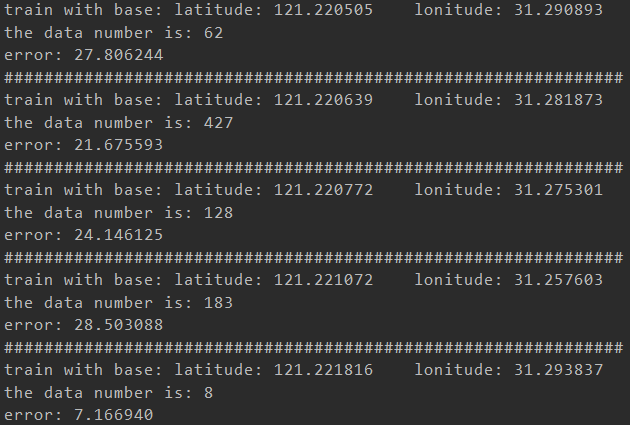 train with base: latitude: 121.220505    lonitude: 31.290893
the data number is: 62
error: 27.806244
##############################################################
train with base: latitude: 121.220639    lonitude: 31.281873
the data number is: 427
error: 21.675593
##############################################################
train with base: latitude: 121.220772    lonitude: 31.275301
the data number is: 128
error: 24.146125
##############################################################
train with base: latitude: 121.221072    lonitude: 31.257603
the data number is: 183
error: 28.503088
##############################################################
train with base: latitude: 121.221816    lonitude: 31.293837
the data number is: 8
error: 7.166940